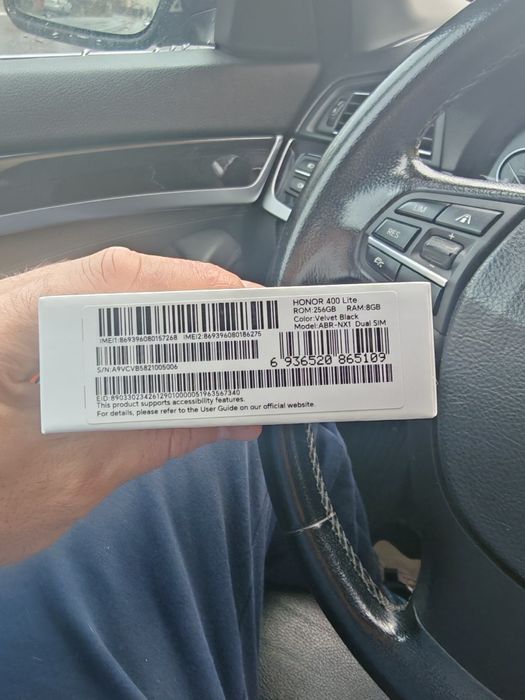 LIM
RES
+
HONOR 400 Lite
ROM:256GB RAM:8GB
Color:Velvet Black
Model:ABR-NX1 Dual SIM
IMEI1:869396080157268 IMEI2:869396080186275
6 936520 865109
S/N:A9VCVB5821005006
EID:89033023426129010000051963567340
This product supports accessibility features.
For details, please refer to the User Guide on our official website.